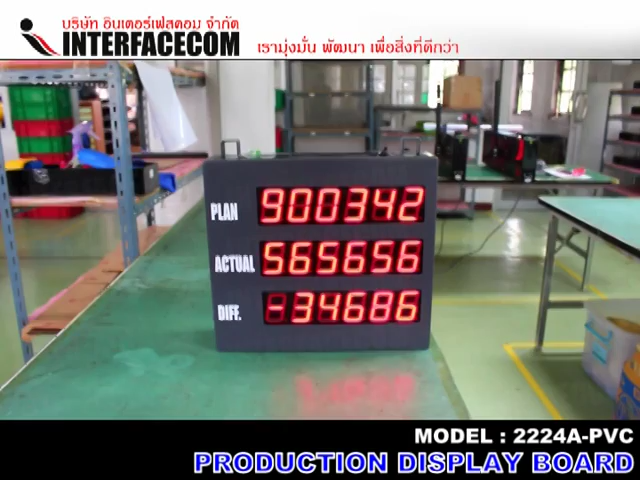 บริษัท อินเตอร์เฟสคอม จำกัด
INTERFACECOM
เรามุ่งมั่น พัฒนา เพื่อสิ่งที่ดีกว่า
PLAN 900342
ACTUAL 565656
DIFF. -34686
MODEL : 2224A-PVC
PRODUCTION DISPLAY BOARD